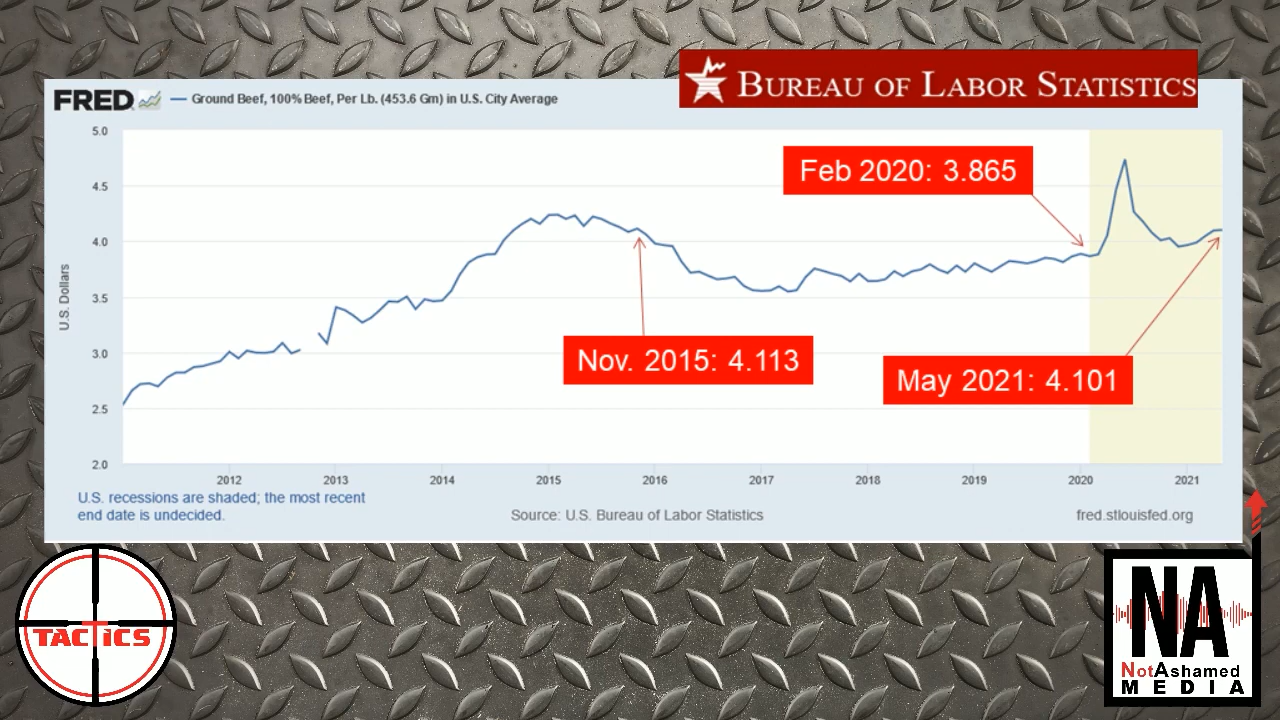 BUREAU OF LABOR STATISTICS
FRED
Ground Beef, 100% Beef, Per Lb. (453.6 Gm) in U.S. City Average
5.0
4.5
4.0
3.5
3.0
2.5
2.0
U.S. Dollars
Feb 2020: 3.865
Nov. 2015: 4.113
May 2021: 4.101
2012 2013 2014 2015 2016 2017 2018 2019 2020 2021
U.S. recessions are shaded; the most recent
end date is undecided.
Source: U.S. Bureau of Labor Statistics
fred.stlouisfed.org
TACTICS
NA
NotAshamed
MEDIA